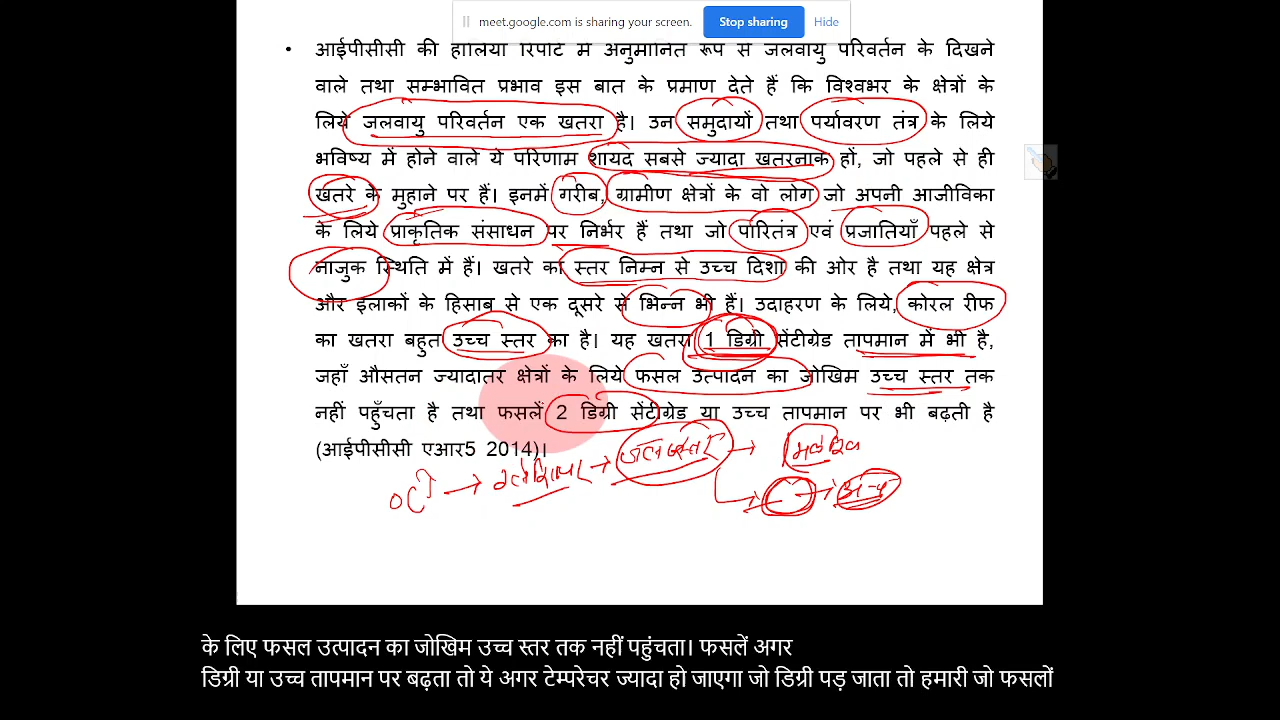 meet.google.com is sharing your screen. Stop sharing Hide
• आईपीसीसी की हालिया रिपोर्ट में अनुमानित रूप से जलवायु परिवर्तन के दिखने
वाले तथा सम्भावित प्रभाव इस बात के प्रमाण देते हैं कि विश्वभर के क्षेत्रों के
लिये जलवायु परिवर्तन एक खतरा है। उन समुदायों तथा पर्यावरण तंत्र के लिये
भविष्य में होने वाले ये परिणाम शायद सबसे ज्यादा खतरनाक हों, जो पहले से ही
खतरे के मुहाने पर हैं। इनमें गरीब, ग्रामीण क्षेत्रों के वो लोग जो अपनी आजीविका
के लिये प्राकृतिक संसाधन पर निर्भर हैं तथा जो पारितंत्र एवं प्रजातियाँ पहले से
नाजुक स्थिति में हैं। खतरे का स्तर निम्न से उच्च दिशा की ओर है तथा यह क्षेत्र
और इलाकों के हिसाब से एक दूसरे से भिन्न भी हैं। उदाहरण के लिये, कोरल रीफ
का खतरा बहुत उच्च स्तर का है। यह खतरा 1 डिग्री सेंटीग्रेड तापमान में भी है,
जहाँ औसतन ज्यादातर क्षेत्रों के लिये फसल उत्पादन का जोखिम उच्च स्तर तक
नहीं पहुँचता है तथा फसलें 2 डिग्री सेंटीग्रेड या उच्च तापमान पर भी बढ़ती है
(आईपीसीसी एआर5 2014)।
जलस्तर
के लिए फसल उत्पादन का जोखिम उच्च स्तर तक नहीं पहुंचता। फसलें अगर
डिग्री या उच्च तापमान पर बढ़ता तो ये अगर टेम्परेचर ज्यादा हो जाएगा जो डिग्री पड़ जाता तो हमारी जो फसलों